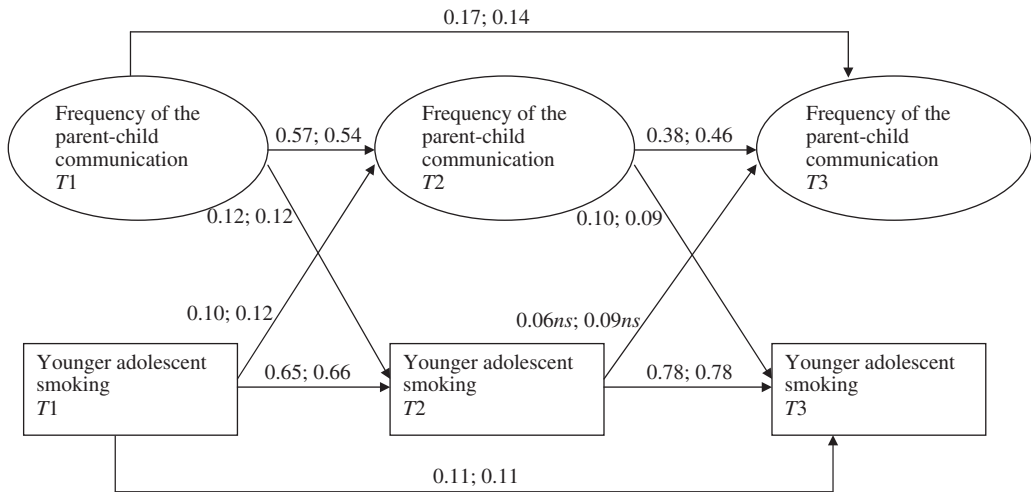 0.17; 0.14
Frequency of the
parent-child
communication
T1
0.57; 0.54
Frequency of the
parent-child
communication
T2
0.38; 0.46
Frequency of the
parent-child
communication
T3
0.12; 0.12
0.10; 0.09
0.10; 0.12
0.06ns; 0.09ns
Younger adolescent
smoking
T1
0.65; 0.66
Younger adolescent
smoking
T2
0.78; 0.78
Younger adolescent
smoking
T3
0.11; 0.11